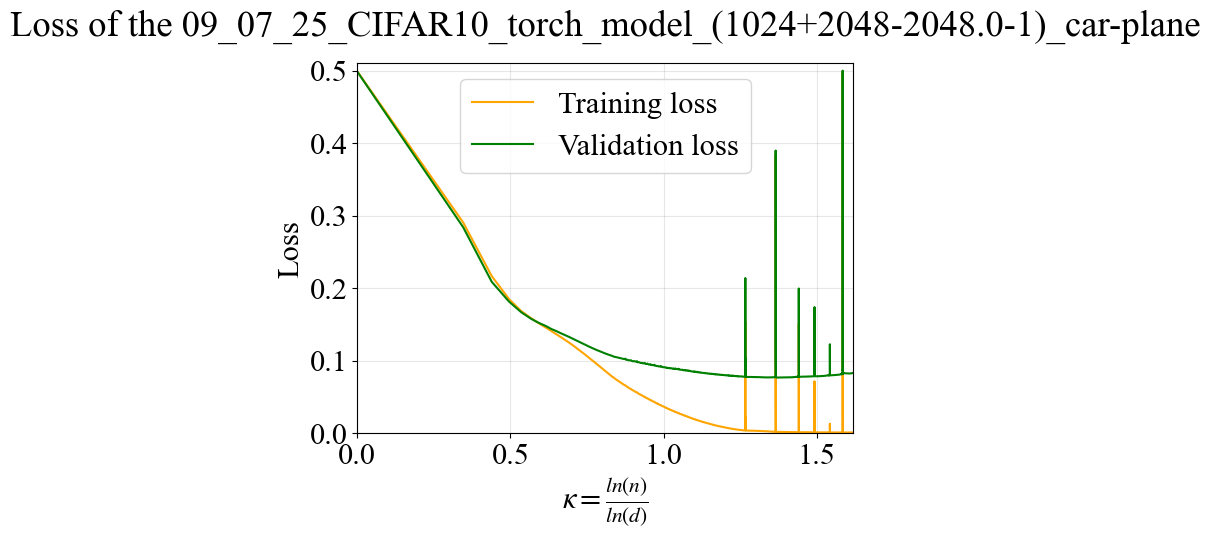 Loss of the 09_07_25_CIFAR10_torch_model_(1024+2048-2048.0-1)_car-plane
0.5
0.4
0.3
0.2
0.1
0.0
Loss
Training loss
Validation loss
0.0 0.5 1.0 1.5
κ = ln(n)/ln(d)